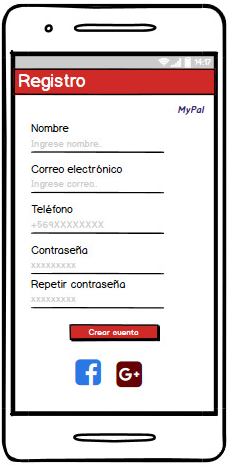 14:17
Registro
MyPal
Nombre
Ingrese nombre..
Correo electrónico
Ingrese correo..
Teléfono
+569XXXXXXXX
Contraseña
xxxxxxxxx
Repetir contraseña
xxxxxxxxx
Crear cuenta
f G+